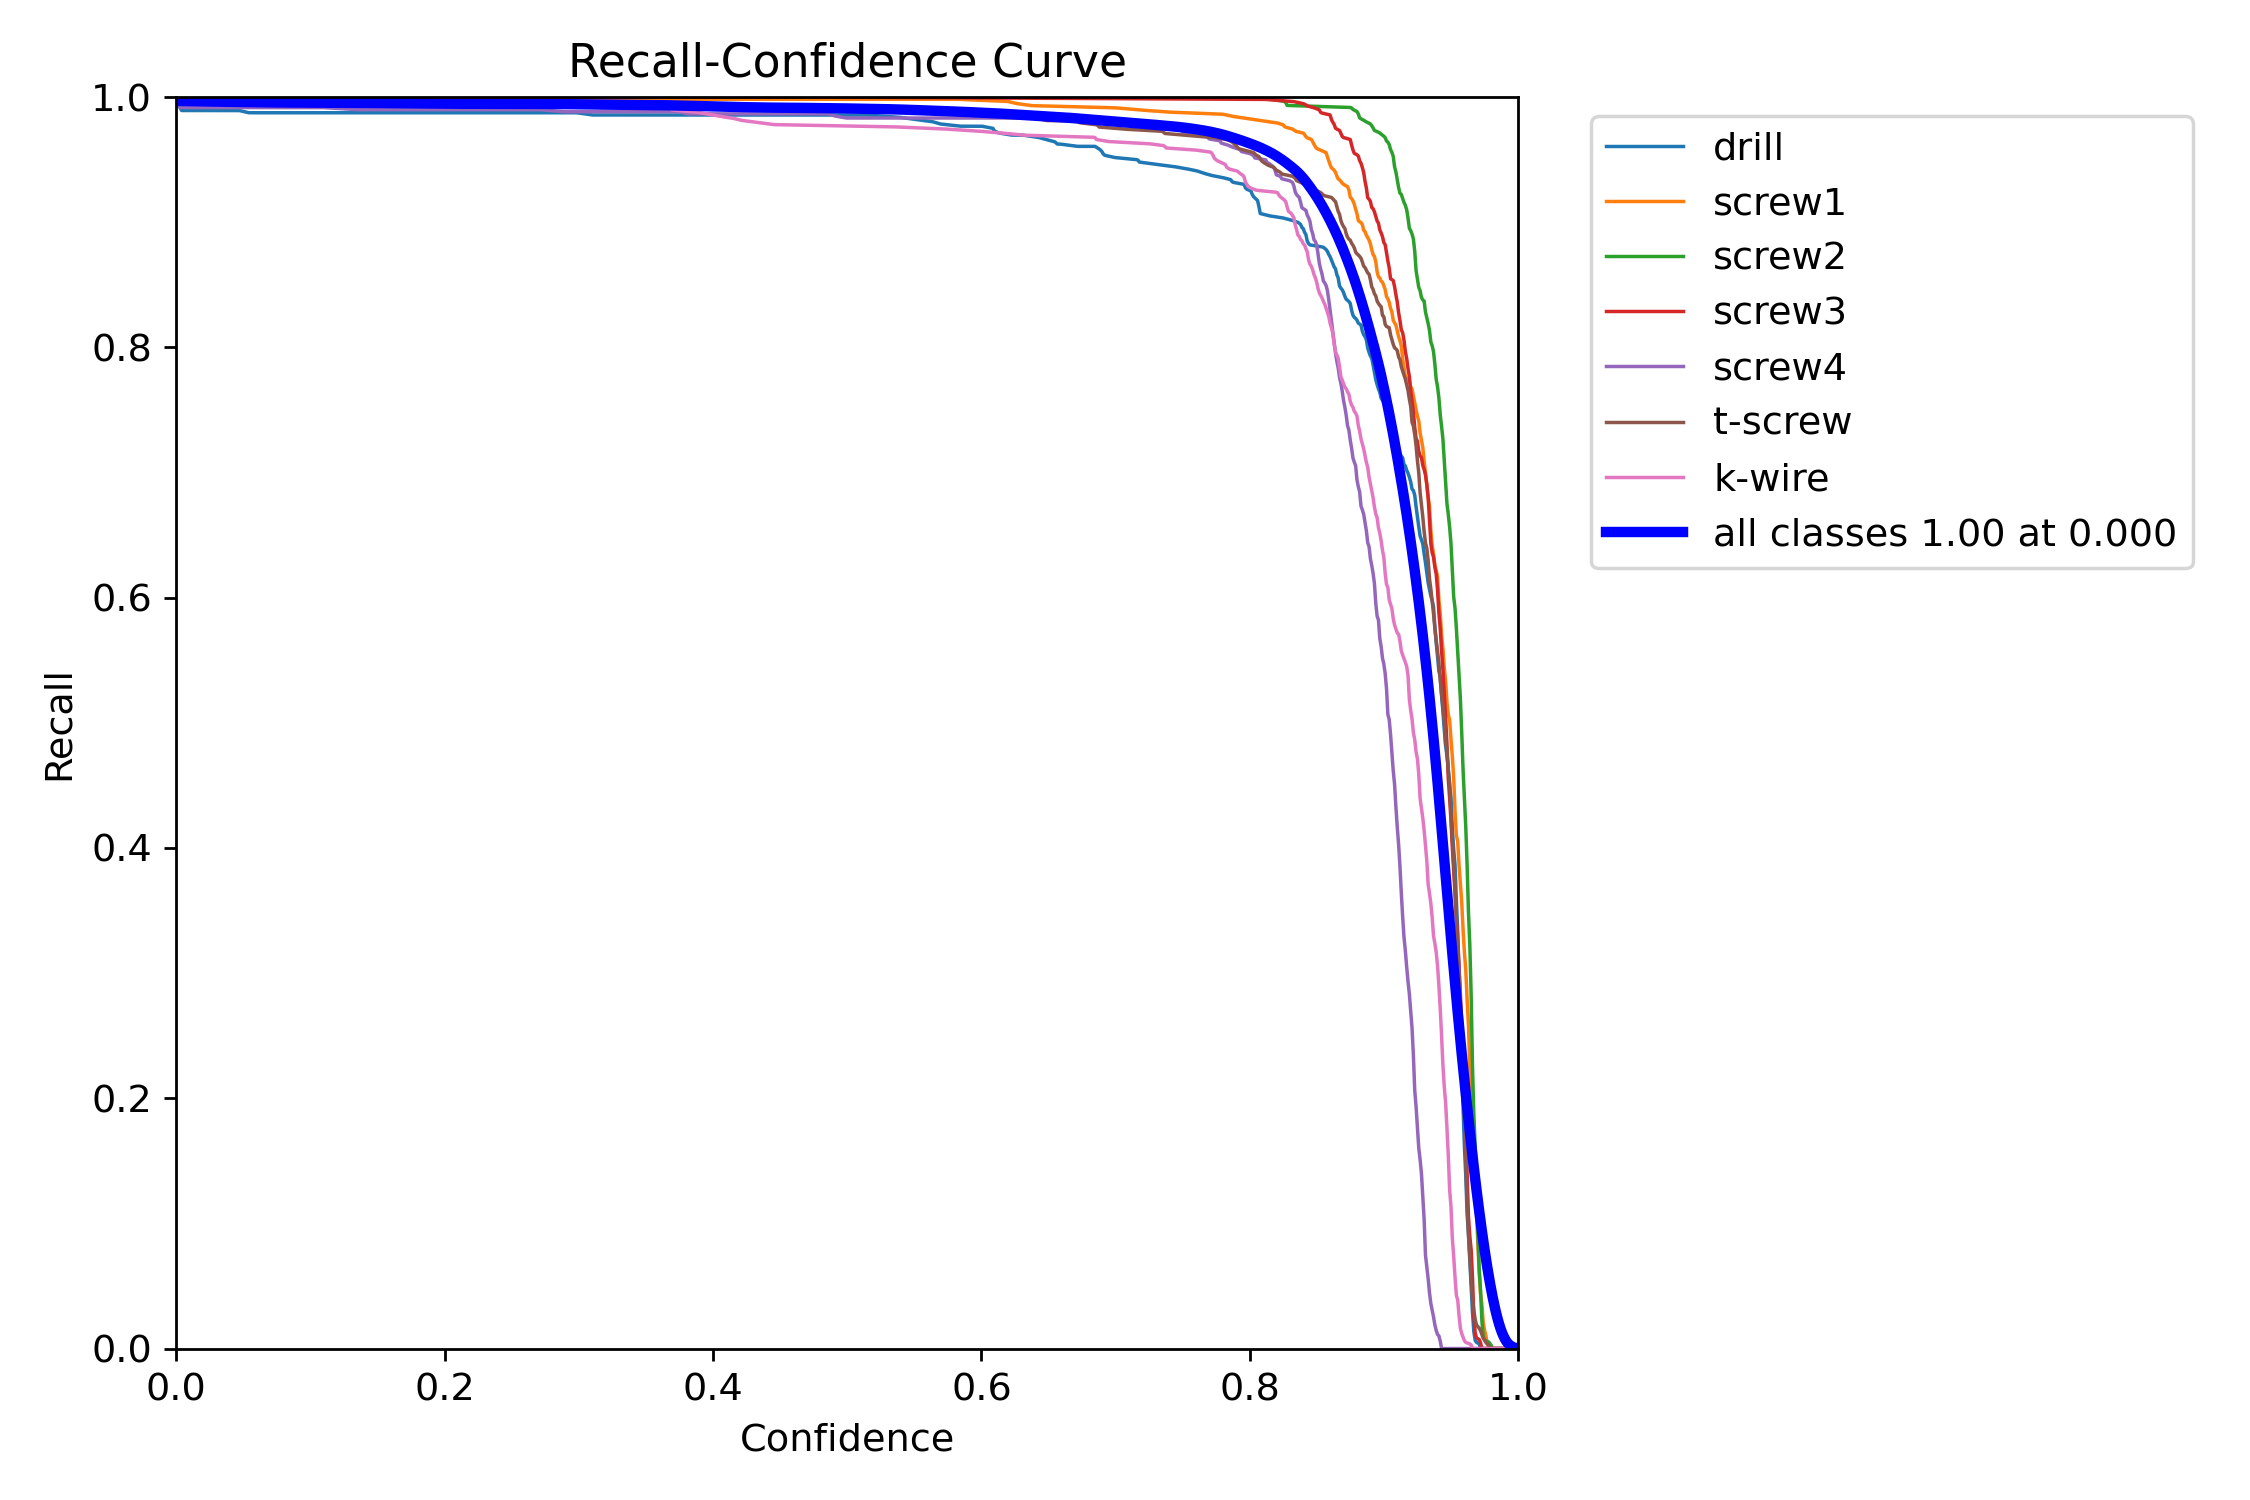 Recall-Confidence Curve
1.0
0.8
0.6
0.4
0.2
0.0
Recall
0.0 0.2 0.4 0.6 0.8 1.0
Confidence
drill
screw1
screw2
screw3
screw4
t-screw
k-wire
all classes 1.00 at 0.000